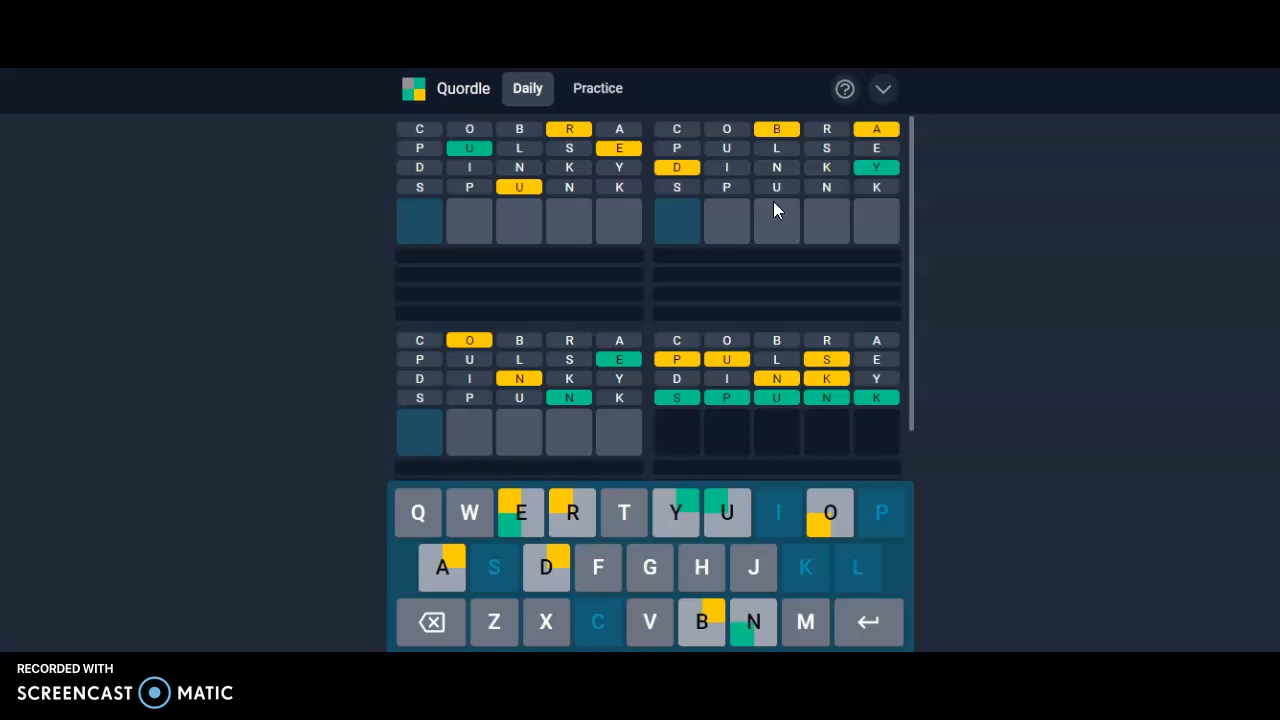 Quordle Daily Practice
C O B R A C O B R A
P U L S E P U L S E
D I N K Y D I N K Y
S P U N K S P U N K
C O B R A C O B R A
P U L S E P U L S E
D I N K Y D I N K Y
S P U N K S P U N K
Q W E R T Y U I O P
A S D F G H J K L
Z X C V B N M
RECORDED WITH
SCREENCAST MATIC